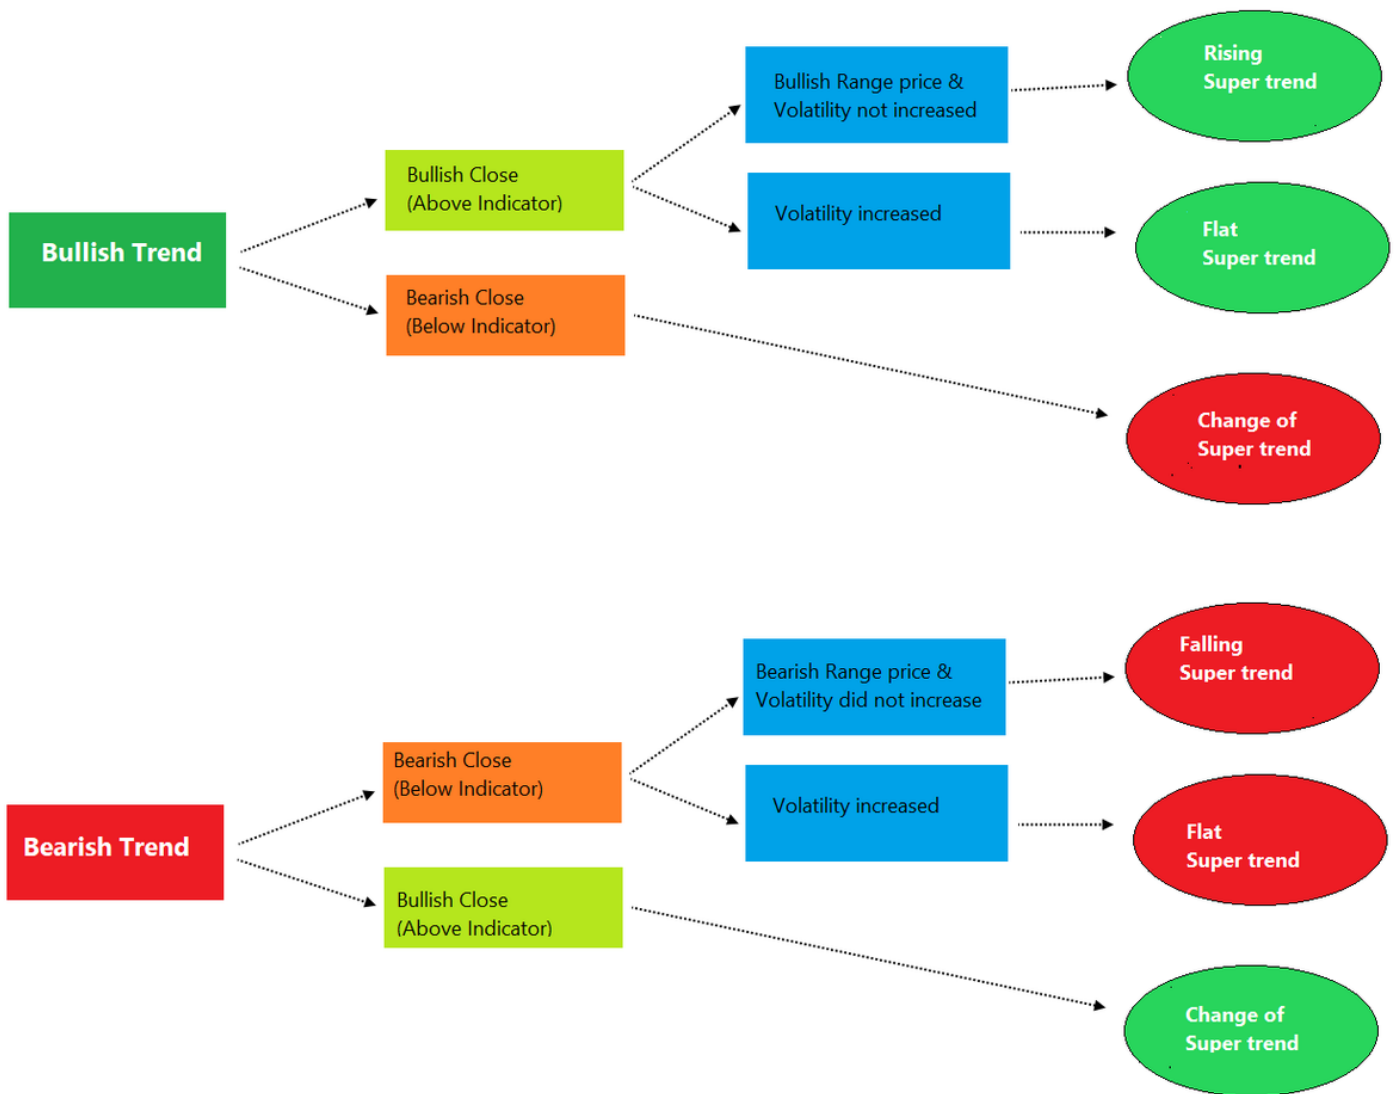 Bullish Trend
Bullish Close
(Above Indicator)
Bearish Close
(Below Indicator)
Bullish Range price &
Volatility not increased
Volatility increased
Rising
Super trend
Flat
Super trend
Change of
Super trend
Bearish Trend
Bearish Close
(Below Indicator)
Bullish Close
(Above Indicator)
Bearish Range price &
Volatility did not increase
Volatility increased
Falling
Super trend
Flat
Super trend
Change of
Super trend